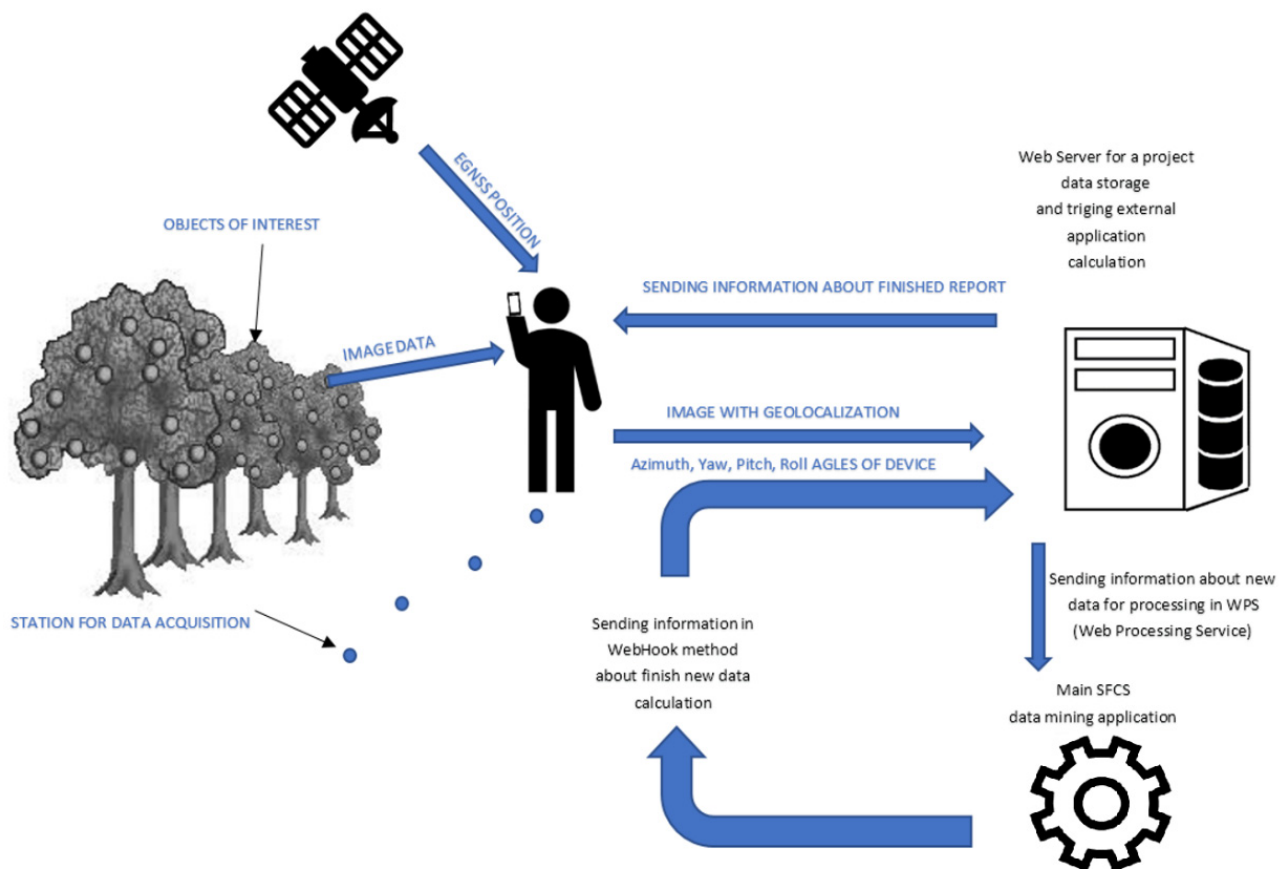 EGNSS POSITION
Web Server for a project
data storage
and triging external
application
calculation
OBJECTS OF INTEREST
SENDING INFORMATION ABOUT FINISHED REPORT
IMAGE DATA
IMAGE WITH GEOLOCALIZATION
Azimuth, Yaw, Pitch, Roll AGLES OF DEVICE
Sending information about new
data for processing in WPS
(Web Processing Service)
STATION FOR DATA ACQUISITION
Sending information in
WebHook method
about finish new data
calculation
Main SFCS
data mining application